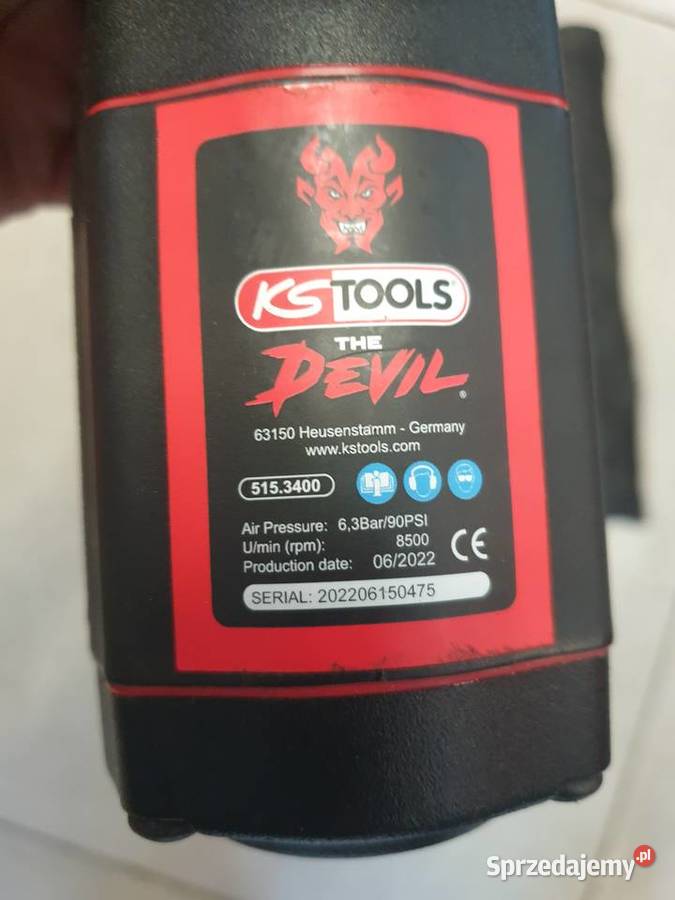 KS TOOLS
THE
DEVIL ®
63150 Heusenstamm - Germany
www.kstools.com
515.3400
Air Pressure: 6,3Bar/90PSI
U/min (rpm): 8500
Production date: 06/2022 CE
SERIAL: 202206150475
Sprzedajemy.pl